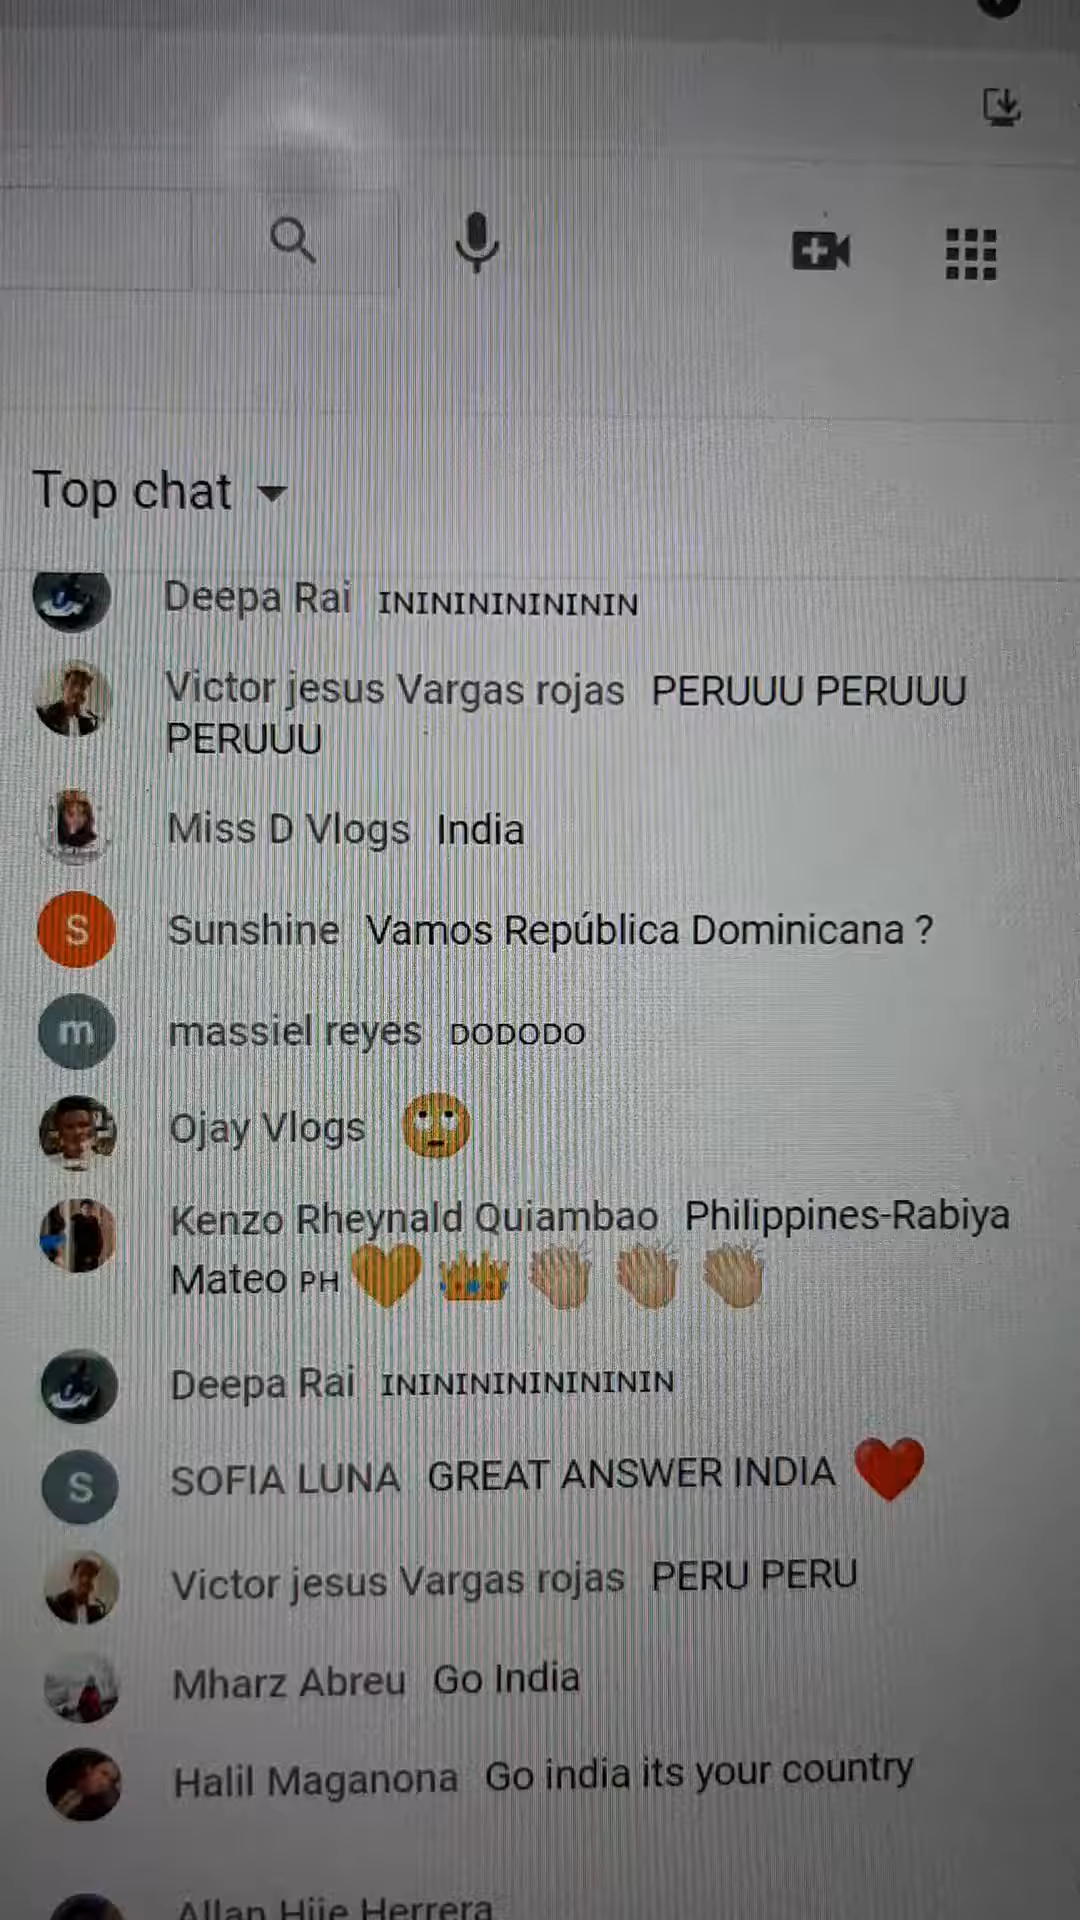 Top chat
Deepa Rai ININININININ
Victor jesus Vargas rojas PERUUU PERUUU
PERUUU
Miss D Vlogs India
S Sunshine Vamos República Dominicana ?
m massiel reyes DODODO
Ojay Vlogs 🙄
Kenzo Rheynald Quiambao Philippines-Rabiya
Mateo PH 💛 👑 👏🏼 👏🏼 👏🏼
Deepa Rai INININININININ
S SOFIA LUNA GREAT ANSWER INDIA ❤️
Victor jesus Vargas rojas PERU PERU
Mharz Abreu Go India
Halil Maganona Go india its your country
Allan Hije Herrera